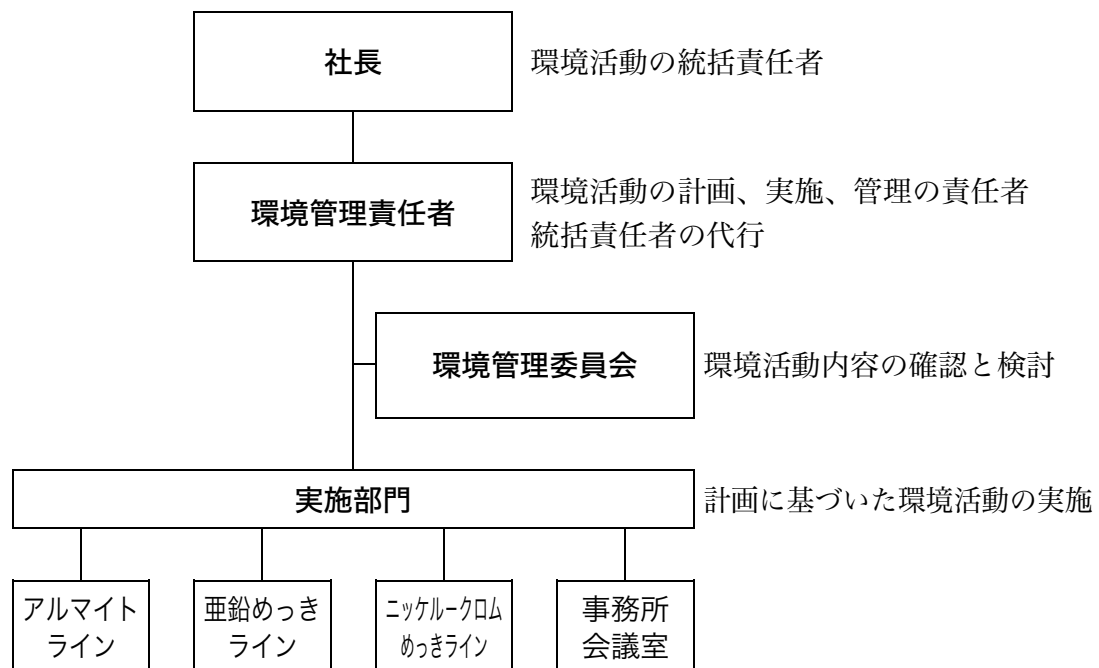 社長
環境活動の統括責任者
環境管理責任者
環境活動の計画、実施、管理の責任者
統括責任者の代行
環境管理委員会
環境活動内容の確認と検討
実施部門
計画に基づいた環境活動の実施
アルマイト
ライン
亜鉛めっき
ライン
ニッケルークロム
めっきライン
事務所
会議室